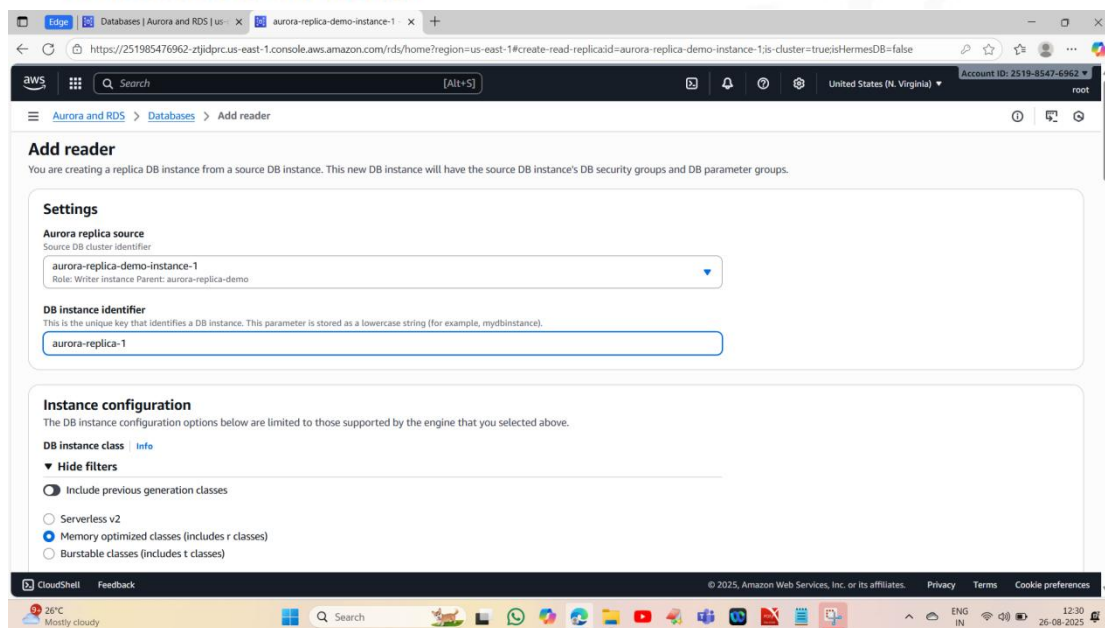 Edge
Databases | Aurora and RDS | us-
aurora-replica-demo-instance-1
https://251985476962-ztjidprc.us-east-1.console.aws.amazon.com/rds/home?region=us-east-1#create-read-replica:id=aurora-replica-demo-instance-1;is-cluster=true;isHermesDB=false
aws
Search
[Alt+S]
United States (N. Virginia)
Account ID: 2519-8547-6962
root
Aurora and RDS > Databases > Add reader
Add reader
You are creating a replica DB instance from a source DB instance. This new DB instance will have the source DB instance's DB security groups and DB parameter groups.
Settings
Aurora replica source
Source DB cluster identifier
aurora-replica-demo-instance-1
Role: Writer instance Parent: aurora-replica-demo
DB instance identifier
This is the unique key that identifies a DB instance. This parameter is stored as a lowercase string (for example, mydbinstance).
aurora-replica-1
Instance configuration
The DB instance configuration options below are limited to those supported by the engine that you selected above.
DB instance class Info
Hide filters
Include previous generation classes
Serverless v2
Memory optimized classes (includes r classes)
Burstable classes (includes t classes)
CloudShell Feedback
© 2025, Amazon Web Services, Inc. or its affiliates. Privacy Terms Cookie preferences
26°C
Mostly cloudy
Search
ENG
IN
12:30
26-08-2025